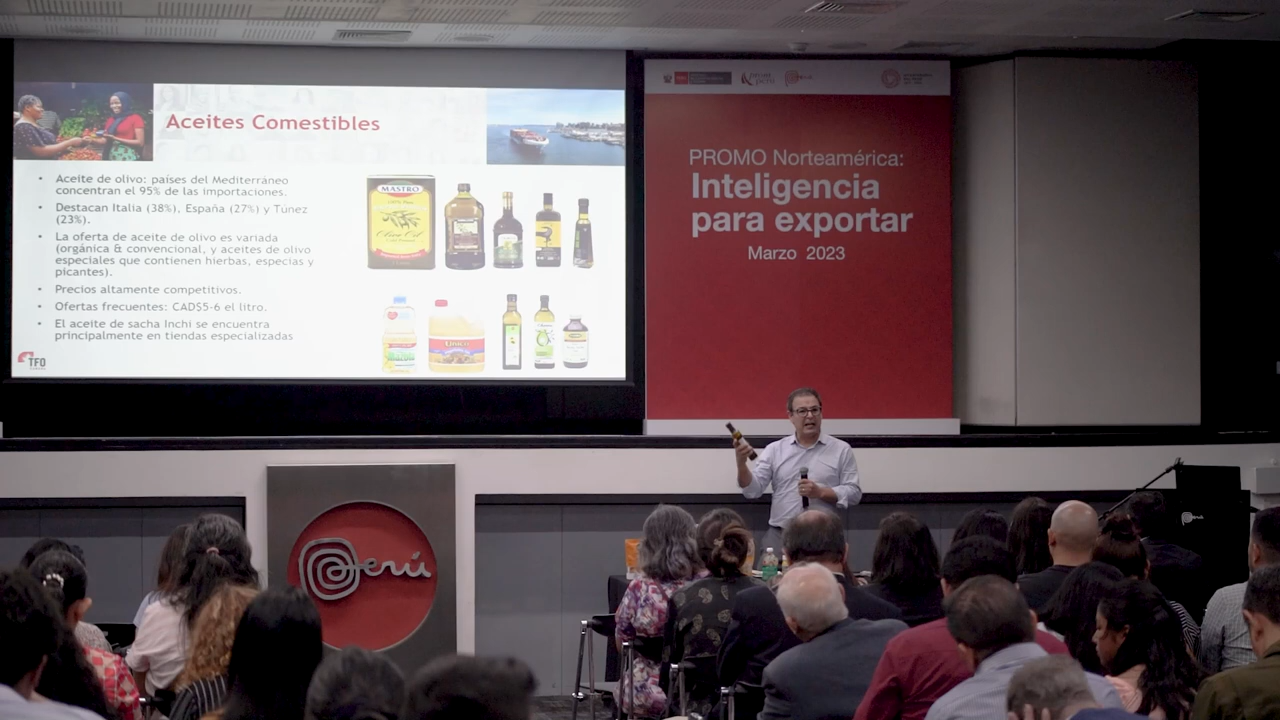 Aceites Comestibles
• Aceite de olivo: países del Mediterráneo
concentran el 95% de las importaciones.
• Destacan Italia (38%), España (27%) y Túnez
(23%).
• La oferta de aceite de olivo es variada
(orgánica & convencional, y aceites de olivo
especiales que contienen hierbas, especias y
picantes).
• Precios altamente competitivos.
• Ofertas frecuentes: CAD$5-6 el litro.
• El aceite de sacha Inchi se encuentra
principalmente en tiendas especializadas
TFO
MASTRO
Olive Oil
PROMO Norteamérica:
Inteligencia
para exportar
Marzo 2023
Perú